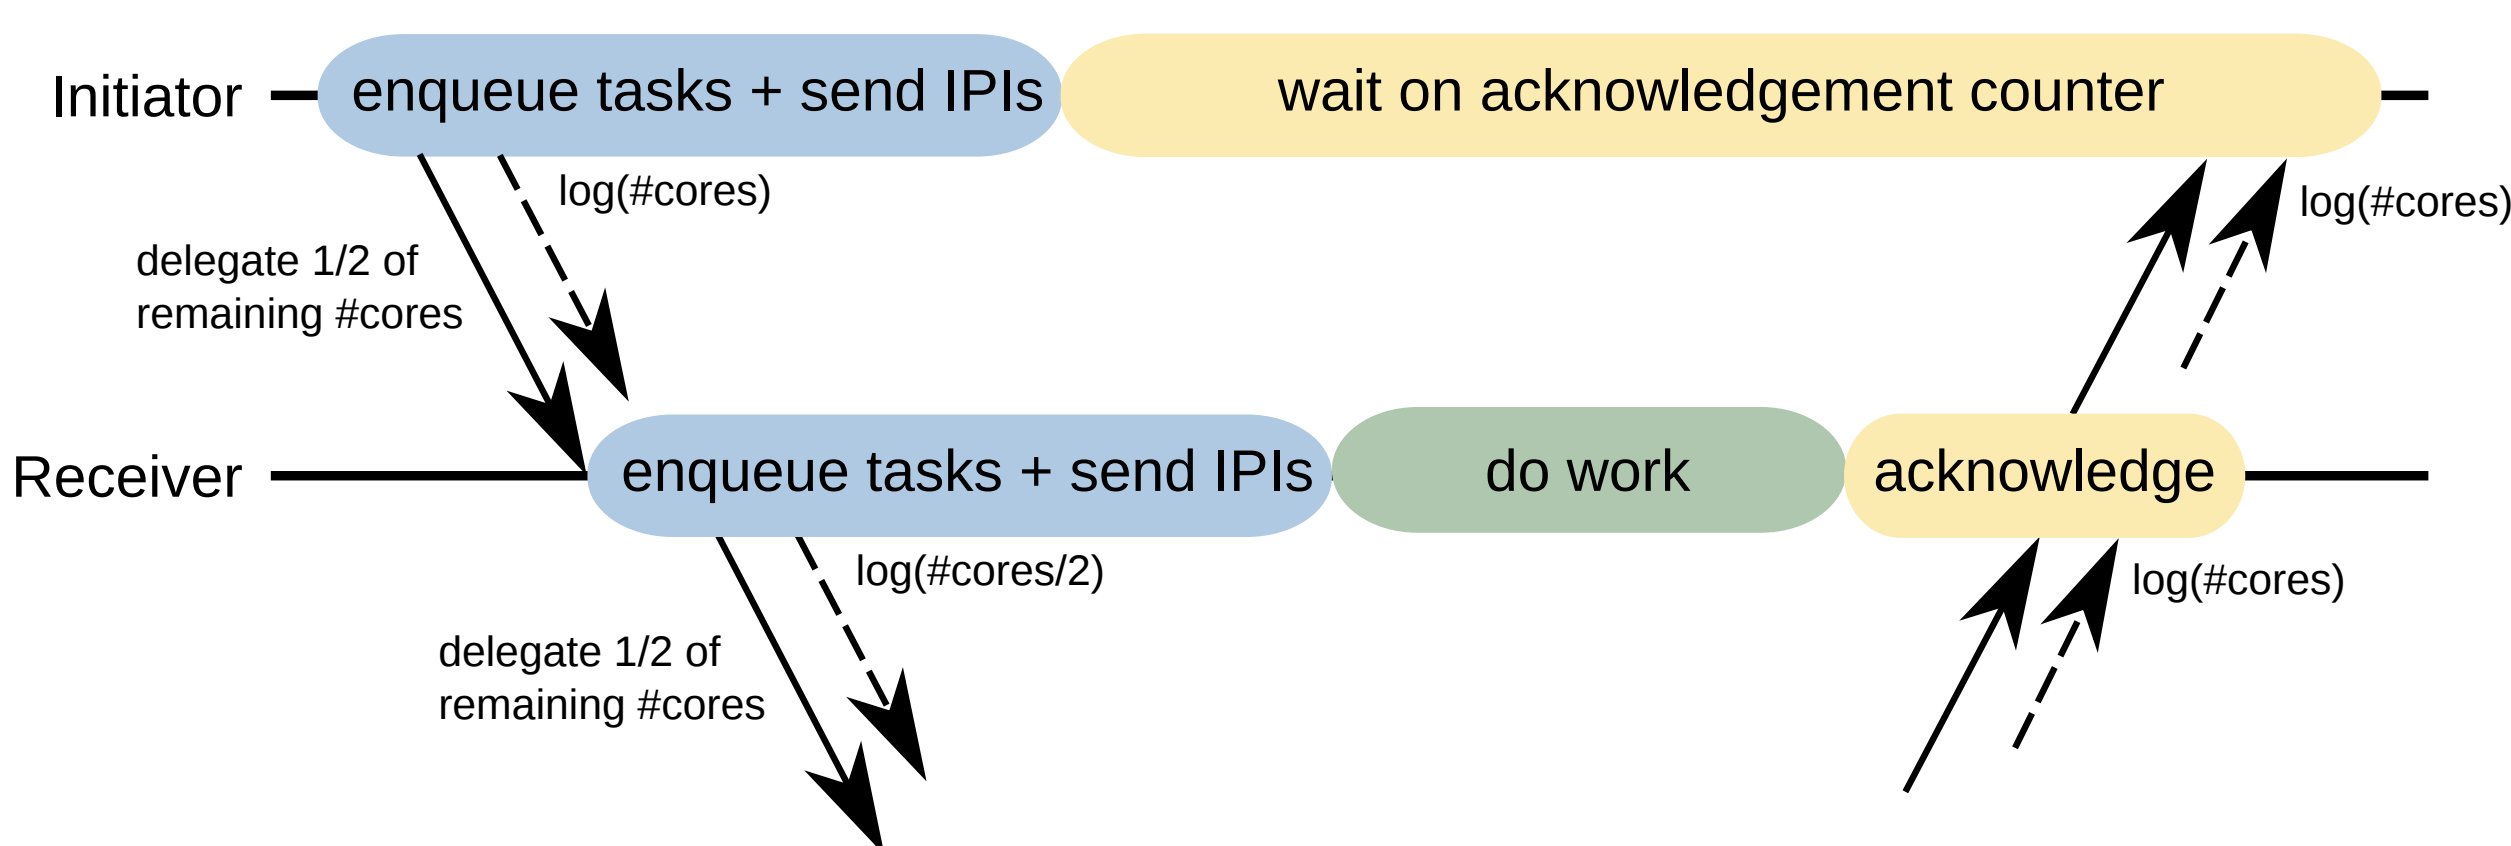 Initiator
enqueue tasks + send IPIs
wait on acknowledgement counter
log(#cores)
log(#cores)
delegate 1/2 of
remaining #cores
Receiver
enqueue tasks + send IPIs
do work
acknowledge
log(#cores/2)
log(#cores)
delegate 1/2 of
remaining #cores